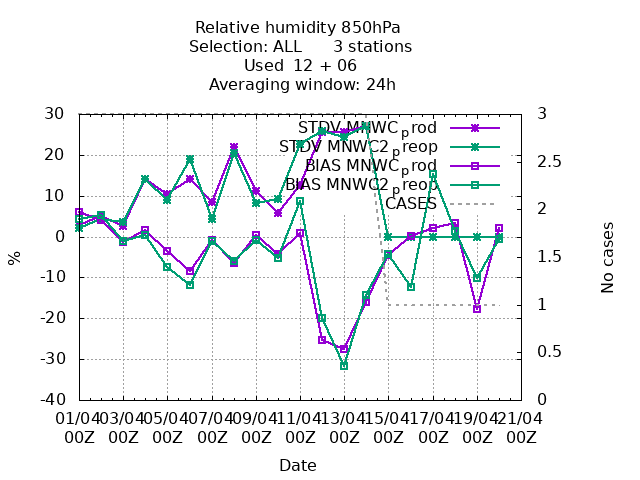 Relative humidity 850hPa
Selection: ALL 3 stations
Used 12 + 06
Averaging window: 24h
30 3
STDV MNWC_prod
STDV MNWC2_preop
20 2.5
BIAS MNWC_prod
BIAS MNWC2_preop
10 2
CASES
0
1.5
-10
-20 1
-30 0.5
-40 0
%
No cases
01/04 03/04 05/04 07/04 09/04 11/04 13/04 15/04 17/04 19/04 21/04
00Z 00Z 00Z 00Z 00Z 00Z 00Z 00Z 00Z 00Z 00Z
Date